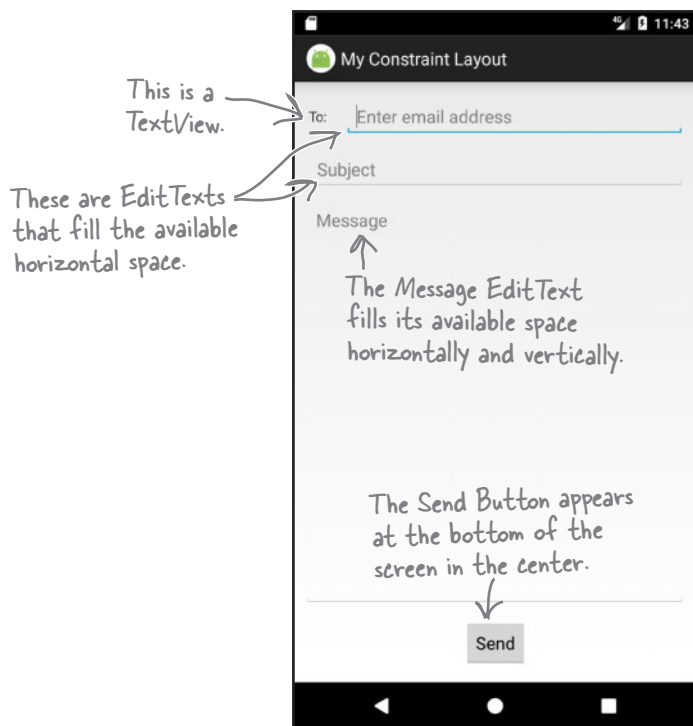 4G 11:43
My Constraint Layout
This is a
TextView.
To: Enter email address
Subject
These are EditTexts
that fill the available
horizontal space.
Message
The Message EditText
fills its available space
horizontally and vertically.
The Send Button appears
at the bottom of the
screen in the center.
Send